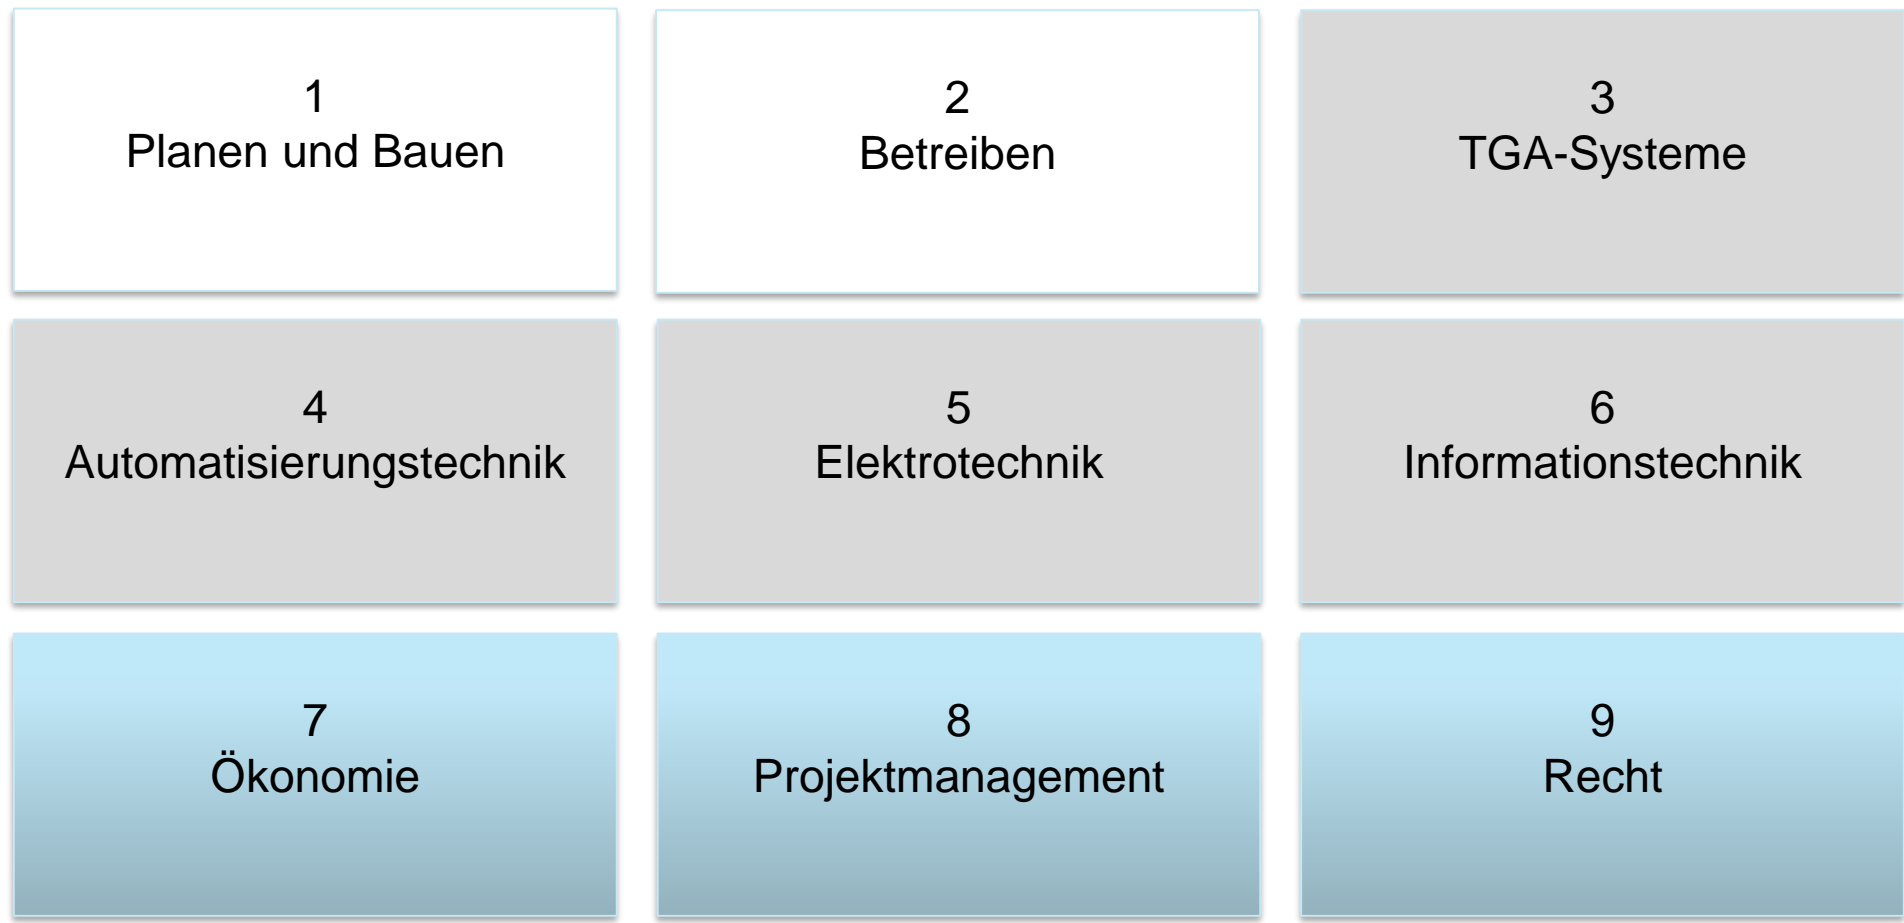 1
Planen und Bauen
2
Betreiben
3
TGA-Systeme
4
Automatisierungstechnik
5
Elektrotechnik
6
Informationstechnik
7
Ökonomie
8
Projektmanagement
9
Recht